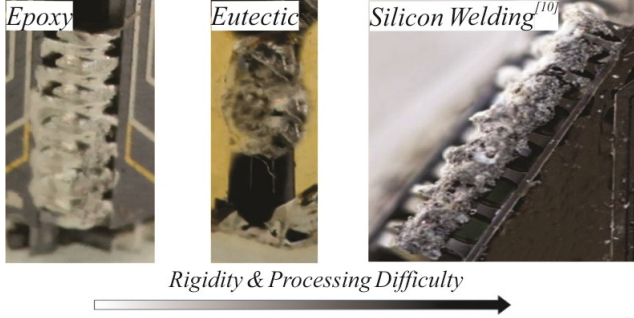 Epoxy
Eutectic
Silicon Welding[10]
Rigidity & Processing Difficulty